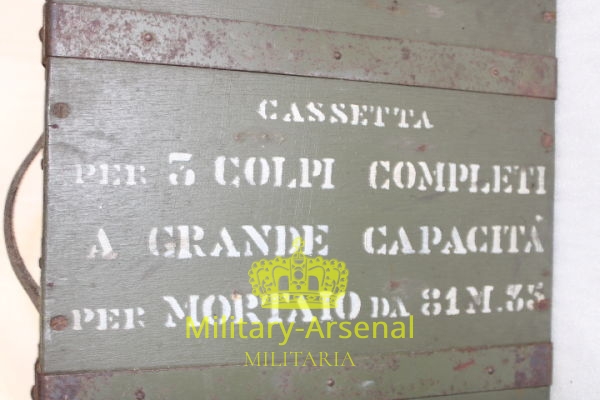 CASSETTA
PER 3 COLPI COMPLETI
A GRANDE CAPACITÀ
PER MORTAIO DA 81 M.35
Military-Arsenal
MILITARIA